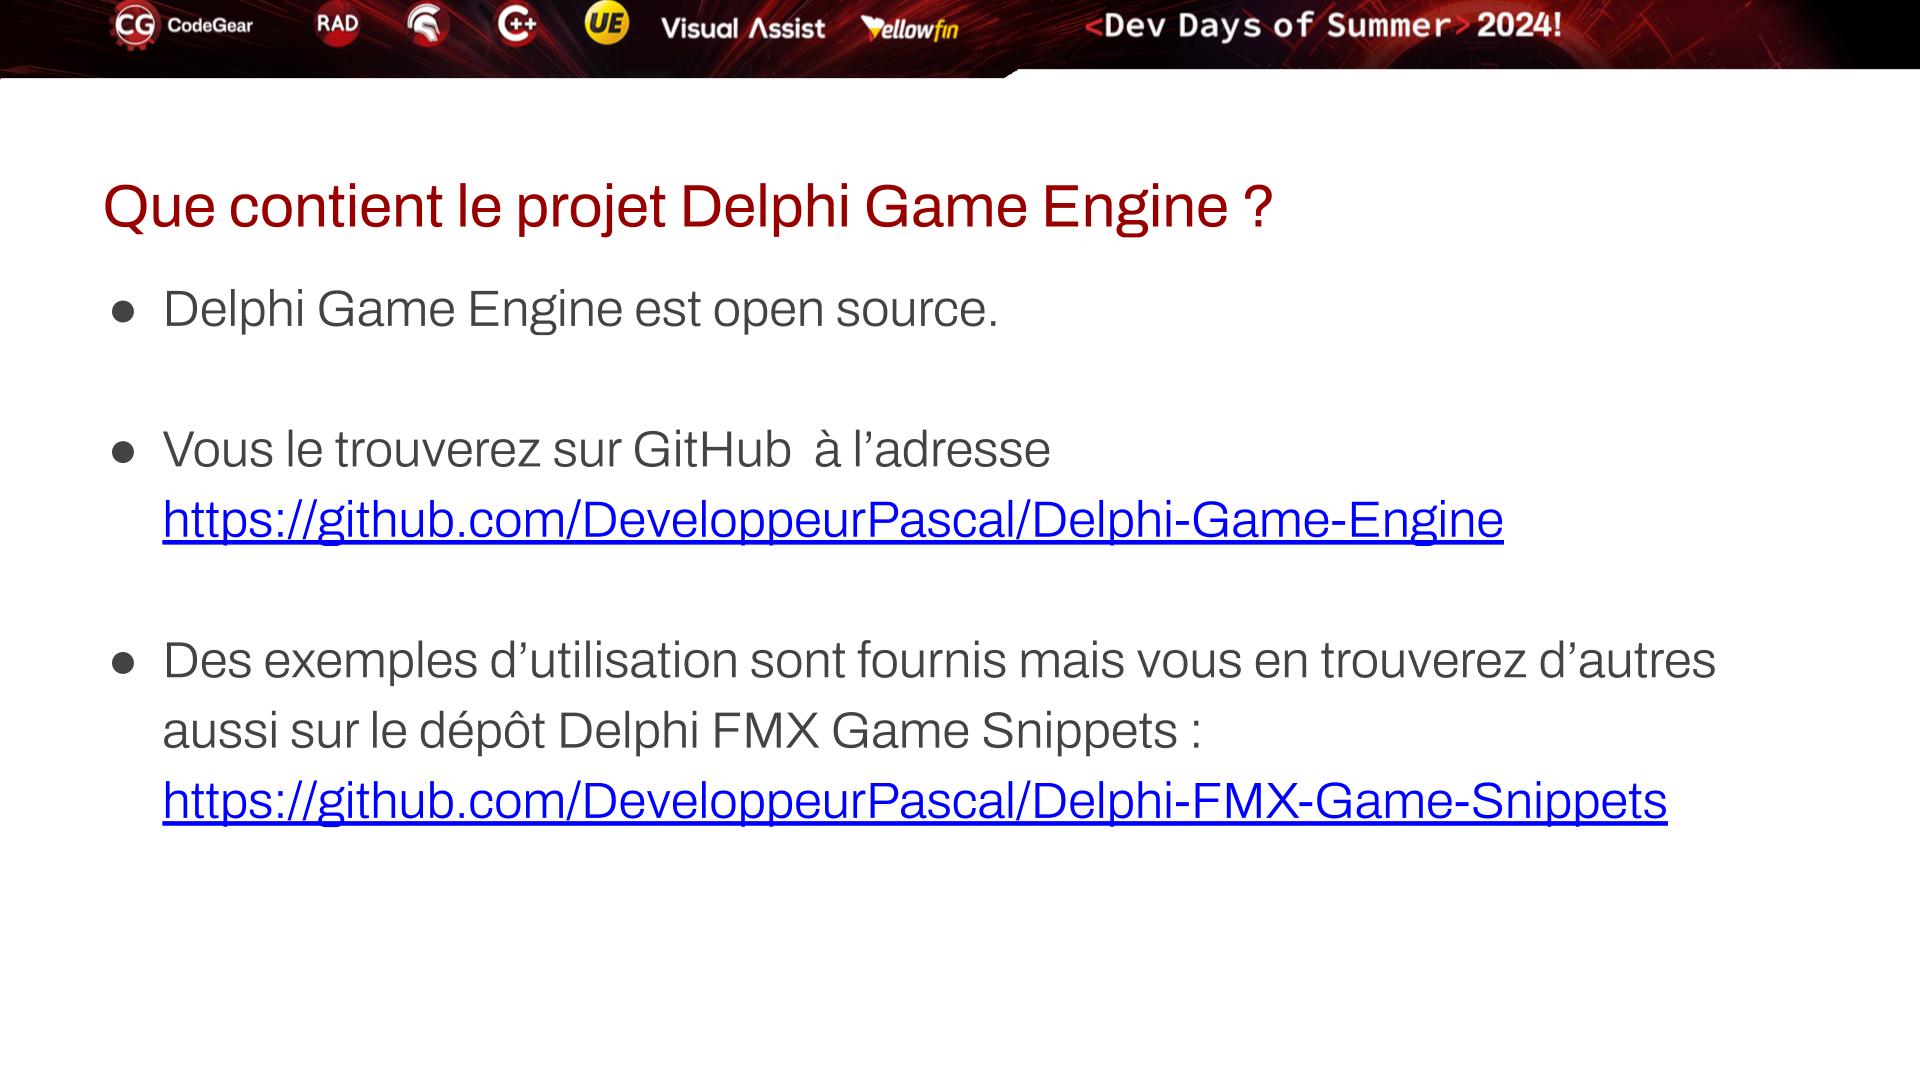 CG CodeGear RAD C++ UE Visual Assist Yellowfin <Dev Days of Summer> 2024!
Que contient le projet Delphi Game Engine ?
● Delphi Game Engine est open source.
● Vous le trouverez sur GitHub  à l’adresse
https://github.com/DeveloppeurPascal/Delphi-Game-Engine
● Des exemples d’utilisation sont fournis mais vous en trouverez d’autres
aussi sur le dépôt Delphi FMX Game Snippets :
https://github.com/DeveloppeurPascal/Delphi-FMX-Game-Snippets